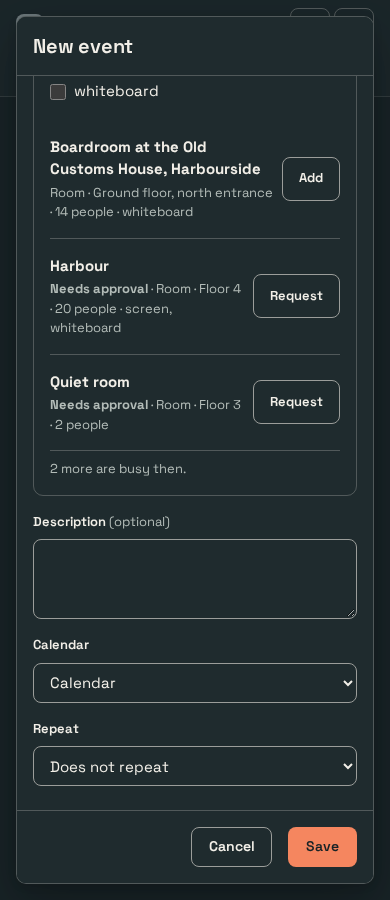 New event
whiteboard
Boardroom at the Old
Customs House, Harbourside
Room · Ground floor, north entrance
· 14 people · whiteboard
Add
Harbour
Needs approval · Room · Floor 4
· 20 people · screen,
whiteboard
Request
Quiet room
Needs approval · Room · Floor 3
· 2 people
Request
2 more are busy then.
Description (optional)
Calendar
Calendar
Repeat
Does not repeat
Cancel
Save